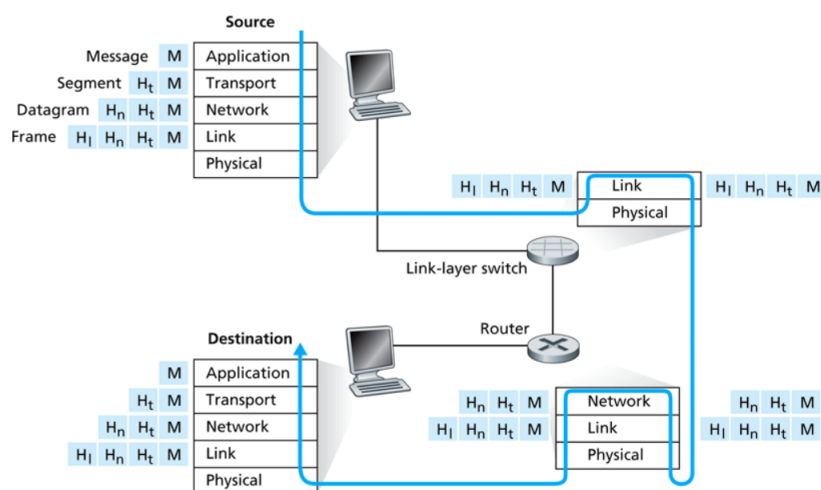 Source
Message M Application
Segment Ht M Transport
Datagram Hn Ht M Network
Frame Hl Hn Ht M Link
Physical
Hl Hn Ht M Link Hl Hn Ht M
Physical
Link-layer switch
Router
Destination
M Application
Ht M Transport
Hn Ht M Network
Hl Hn Ht M Link
Physical
Hn Ht M Network Hn Ht M
Hl Hn Ht M Link Hl Hn Ht M
Physical